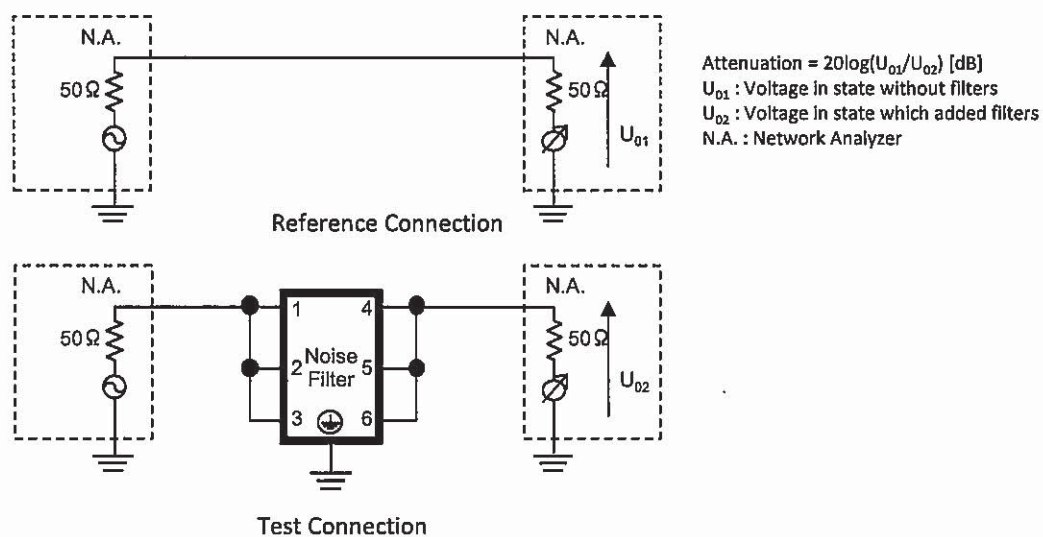 N.A.
50Ω
N.A.
50Ω
U01
Attenuation = 20log(U01/U02) [dB]
U01 : Voltage in state without filters
U02 : Voltage in state which added filters
N.A. : Network Analyzer
Reference Connection
N.A.
50Ω
1 4
2 Noise 5
Filter
3 6
N.A.
50Ω
U02
Test Connection